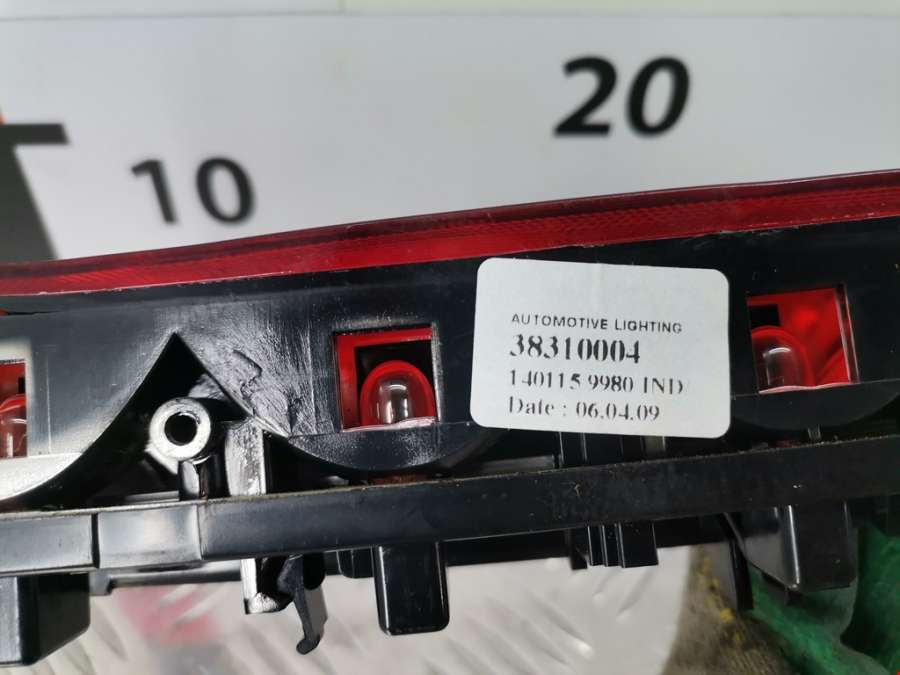 20
10
AUTOMOTIVE LIGHTING
38310004
140115 9980 IND
Date : 06.04.09